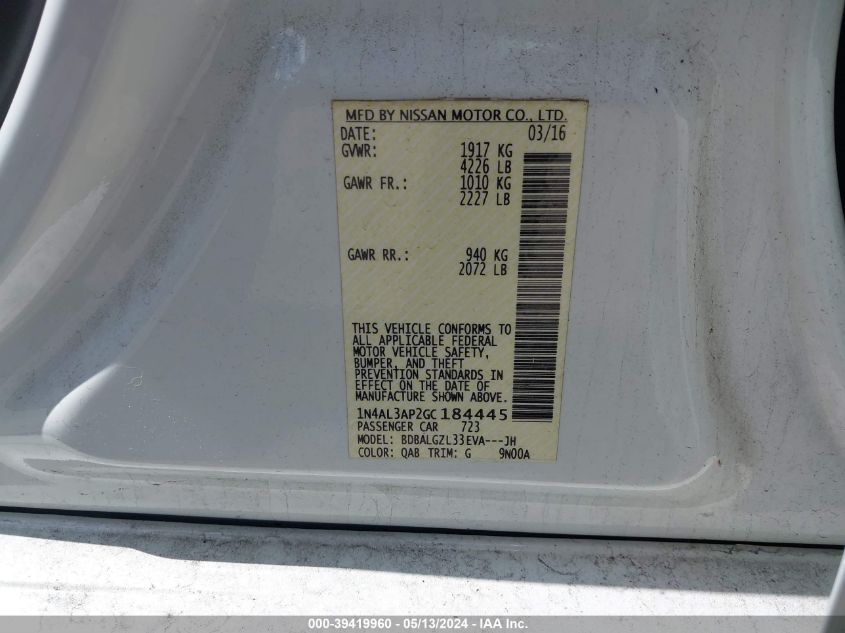 MFD BY NISSAN MOTOR CO., LTD.
DATE: 03/16
GVWR: 1917 KG
4226 LB
GAWR FR.: 1010 KG
2227 LB
GAWR RR.: 940 KG
2072 LB
THIS VEHICLE CONFORMS TO
ALL APPLICABLE FEDERAL
MOTOR VEHICLE SAFETY,
BUMPER, AND THEFT
PREVENTION STANDARDS IN
EFFECT ON THE DATE OF
MANUFACTURE SHOWN ABOVE.
1N4AL3AP2GC184445
PASSENGER CAR 723
MODEL: BDBALGZL33EVA---JH
COLOR: QAB TRIM: G 9N00A
000-39419960 - 05/13/2024 - IAA Inc.